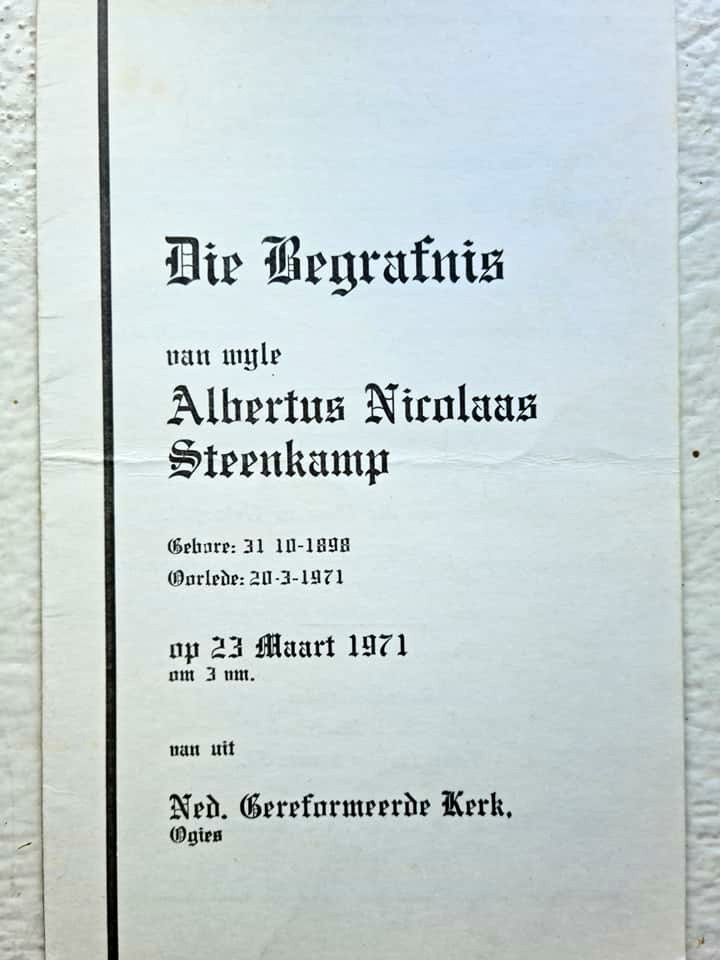 Die Begrafnis
van wyle
Albertus Nicolaas
Steenkamp
Gebore: 31 10-1898
Oorlede: 20-3-1971
op 23 Maart 1971
om 3 nm.
van uit
Ned. Gereformeerde Kerk,
Ogies